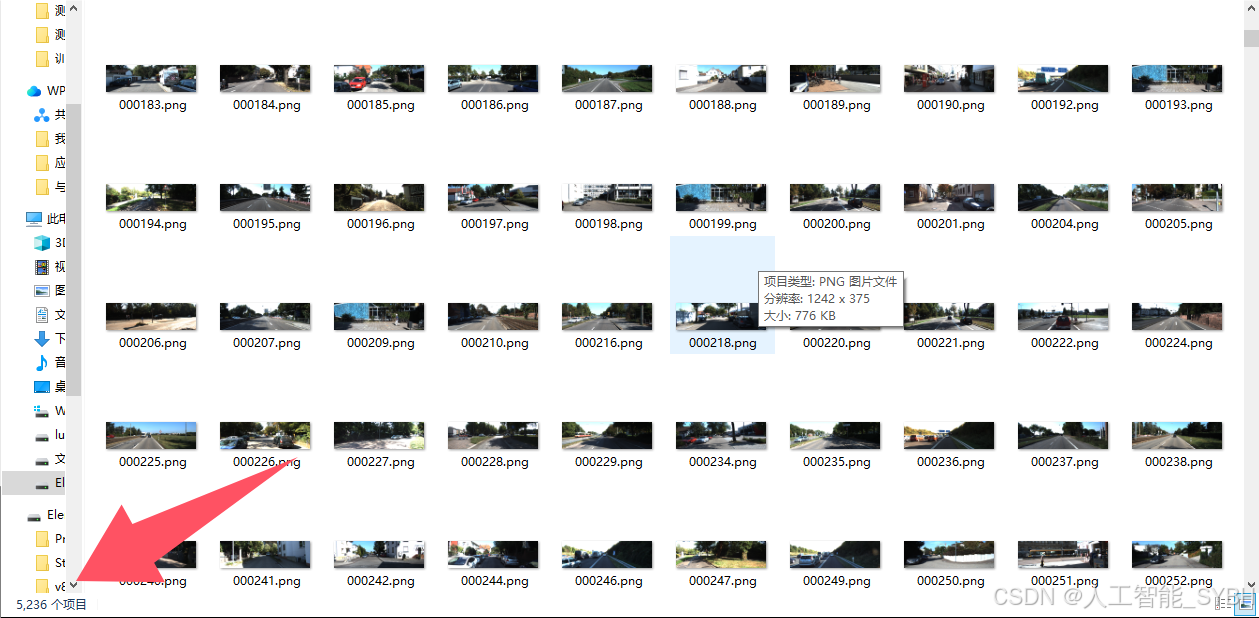 测
测
训
WP
共
我
应
与
此电
3D
视
图
文
下
音
桌
W
lu
文
El
Ele
Pr
St
v8
000183.png 000184.png 000185.png 000186.png 000187.png 000188.png 000189.png 000190.png 000192.png 000193.png
000194.png 000195.png 000196.png 000197.png 000198.png 000199.png 000200.png 000201.png 000204.png 000205.png
项目类型: PNG 图片文件
分辨率: 1242 x 375
大小: 776 KB
000206.png 000207.png 000209.png 000210.png 000216.png 000218.png 000220.png 000221.png 000222.png 000224.png
000225.png 000226.png 000227.png 000228.png 000229.png 000234.png 000235.png 000236.png 000237.png 000238.png
000240.png 000241.png 000242.png 000244.png 000246.png 000247.png 000249.png 000250.png 000251.png 000252.png
5,236 个项目
CSDN @人工智能_SYBH